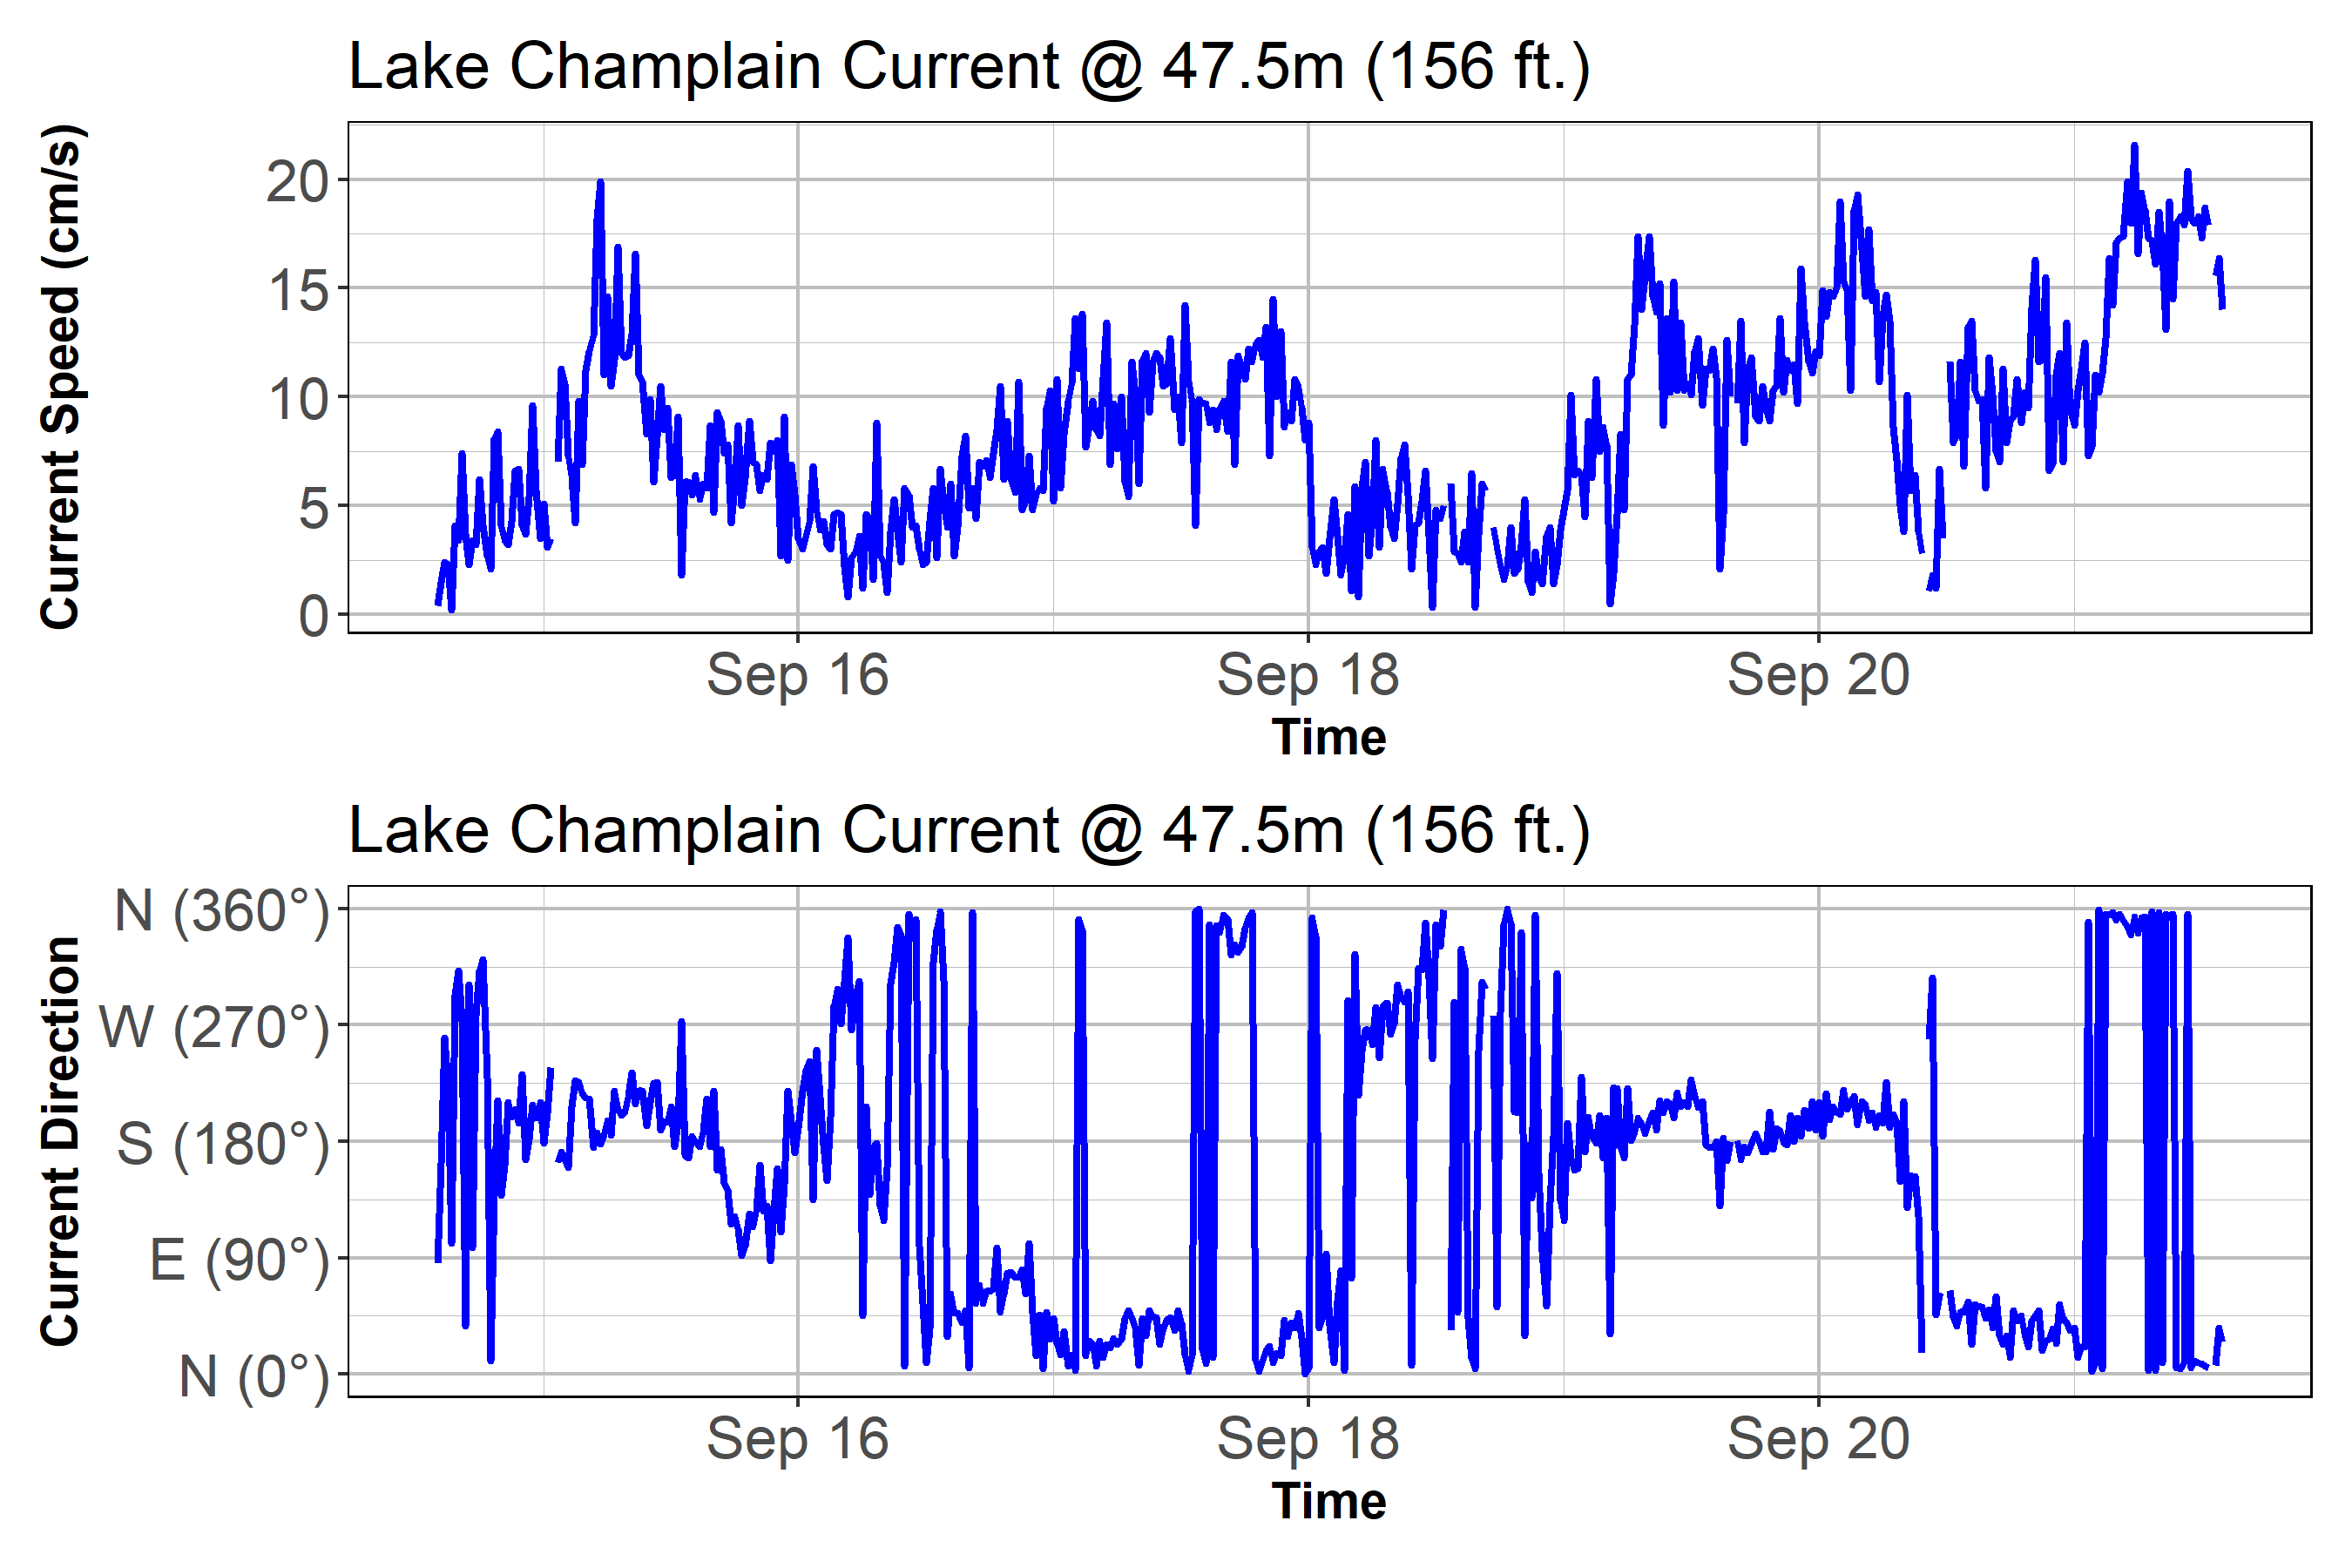 Lake Champlain Current @ 47.5m (156 ft.)
Current Speed (cm/s)
20
15
10
5
0
Sep 16
Sep 18
Sep 20
Time
Lake Champlain Current @ 47.5m (156 ft.)
Current Direction
N (360°)
W (270°)
S (180°)
E (90°)
N (0°)
Sep 16
Sep 18
Sep 20
Time